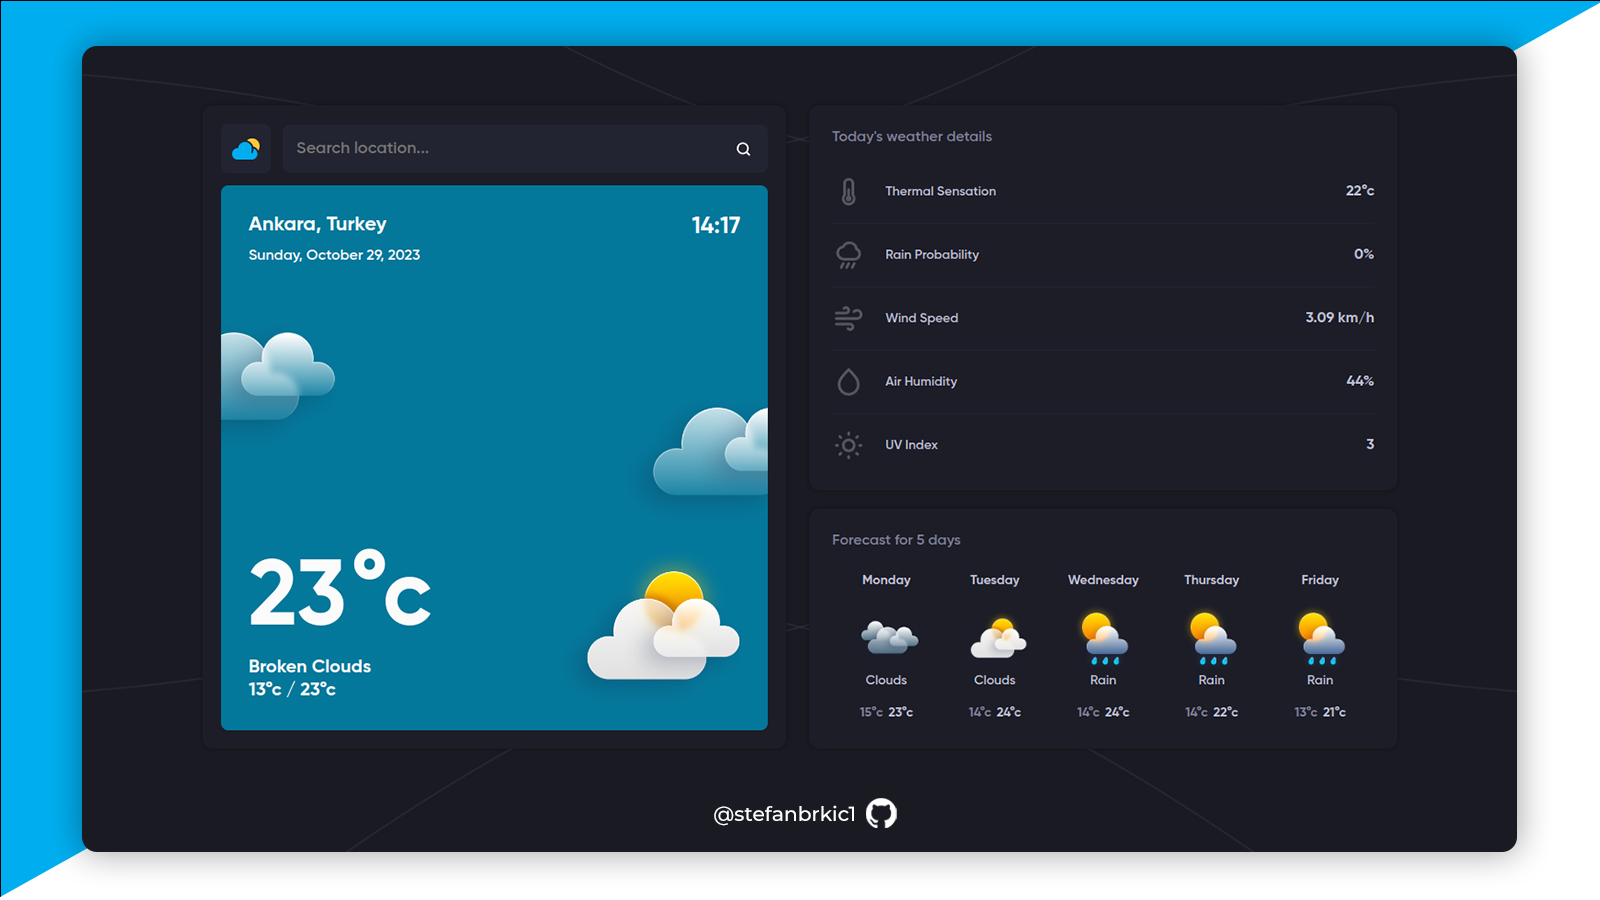 Search location...
Ankara, Turkey
14:17
Sunday, October 29, 2023
23°c
Broken Clouds
13°c / 23°c
Today's weather details
Thermal Sensation 22°c
Rain Probability 0%
Wind Speed 3.09 km/h
Air Humidity 44%
UV Index 3
Forecast for 5 days
Monday Tuesday Wednesday Thursday Friday
Clouds Clouds Rain Rain Rain
15°c 23°c 14°c 24°c 14°c 24°c 14°c 22°c 13°c 21°c
@stefanbrkic1